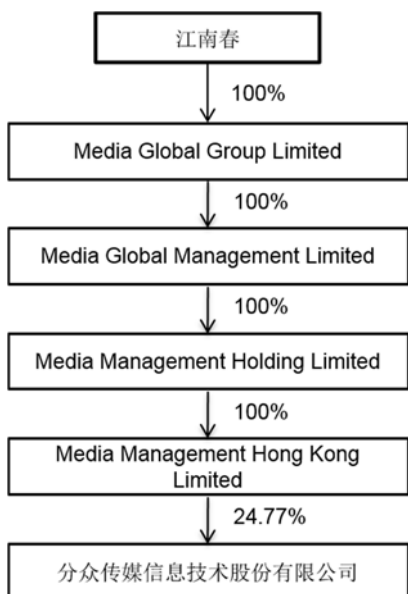 江南春
100%
Media Global Group Limited
100%
Media Global Management Limited
100%
Media Management Holding Limited
100%
Media Management Hong Kong
Limited
24.77%
分众传媒信息技术股份有限公司